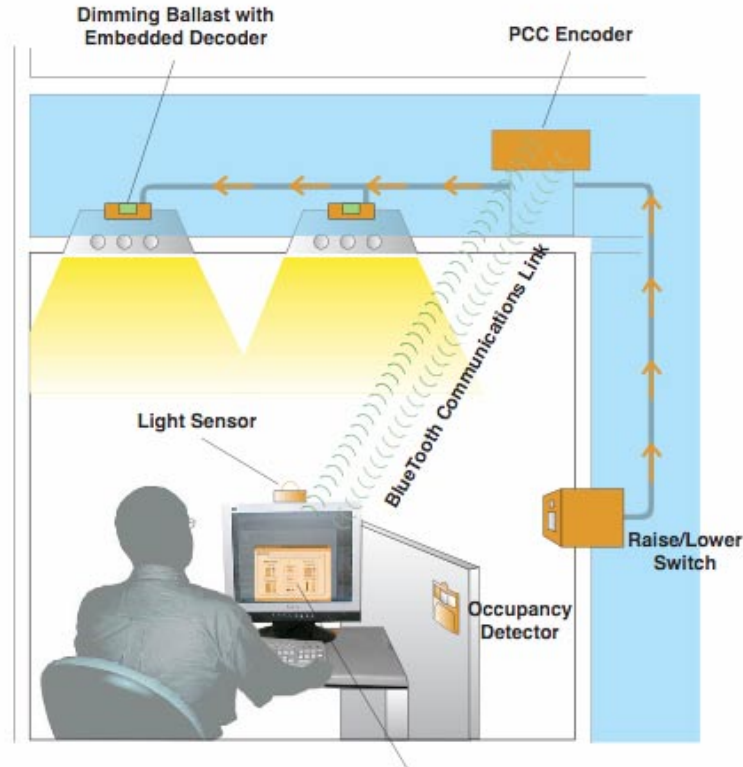 Dimming Ballast with
Embedded Decoder
PCC Encoder
BlueTooth Communications Link
Light Sensor
Raise/Lower
Switch
Occupancy
Detector